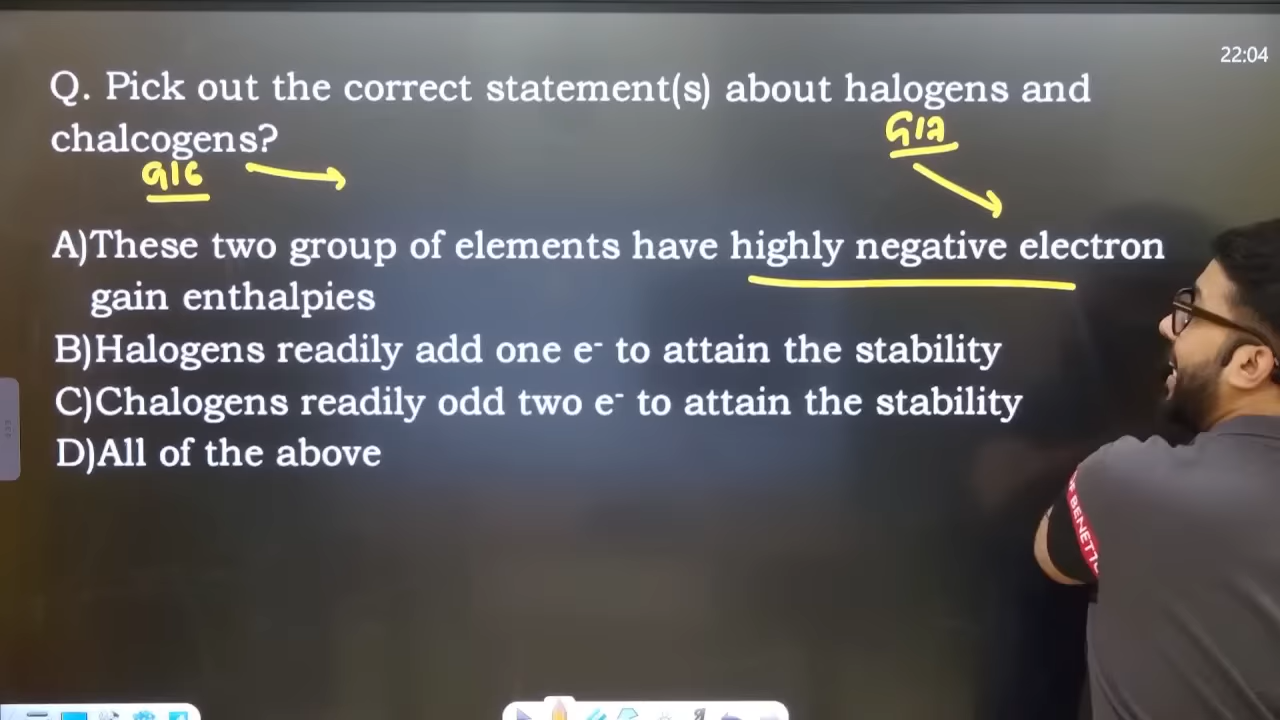 22:04
Q. Pick out the correct statement(s) about halogens and
G17
chalcogens?
G16
A)These two group of elements have highly negative electron
gain enthalpies
B)Halogens readily add one e⁻ to attain the stability
C)Chalogens readily odd two e⁻ to attain the stability
D)All of the above
OF BENETT